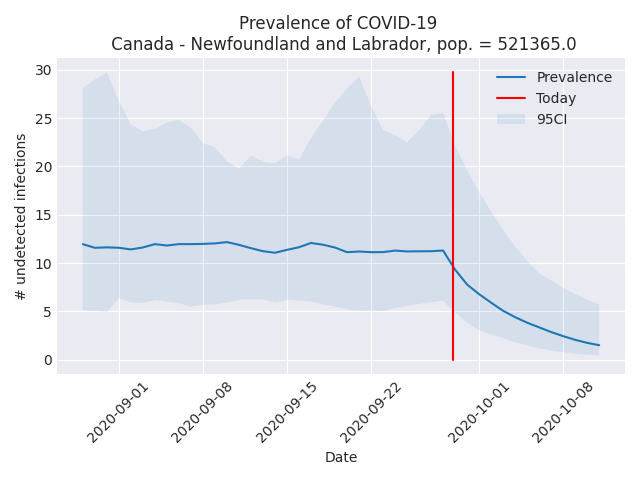 Prevalence of COVID-19
Canada - Newfoundland and Labrador, pop. = 521365.0
Prevalence
Today
95CI
# undetected infections
30
25
20
15
10
5
0
2020-09-01
2020-09-08
2020-09-15
2020-09-22
2020-10-01
2020-10-08
Date